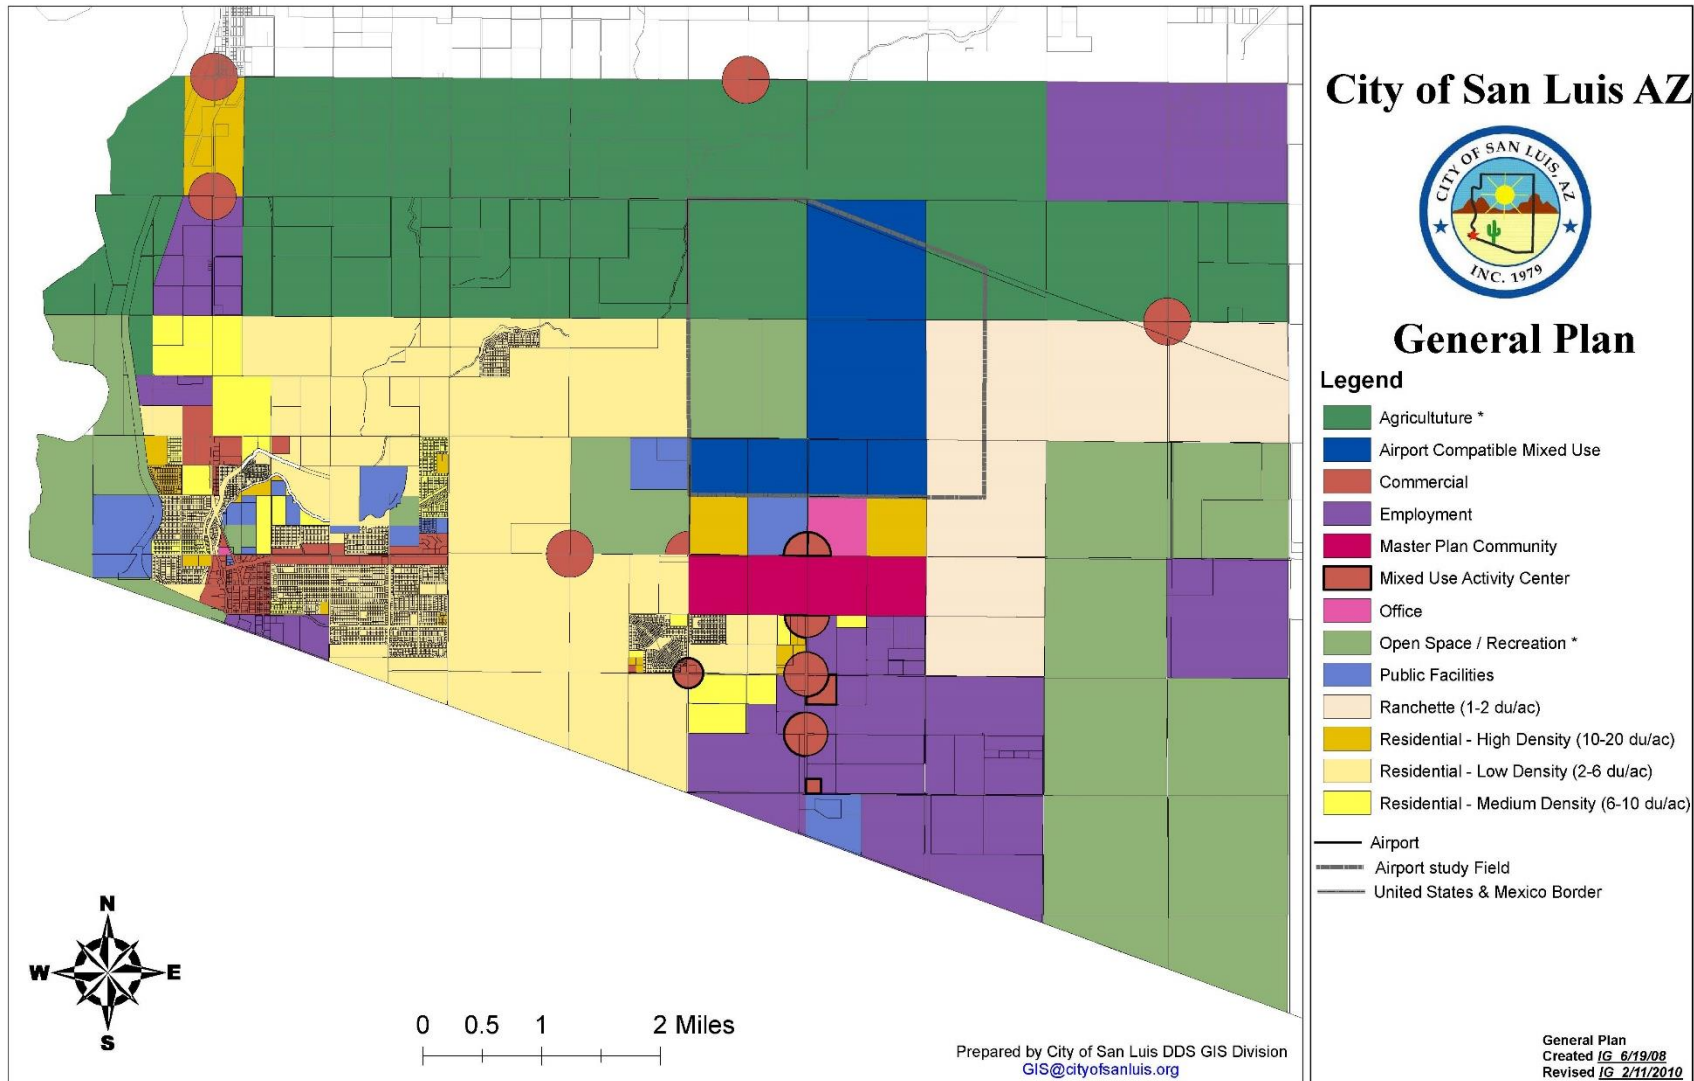 City of San Luis AZ
CITY OF SAN LUIS, AZ
INC. 1979
General Plan
Legend
Agricultuture *
Airport Compatible Mixed Use
Commercial
Employment
Master Plan Community
Mixed Use Activity Center
Office
Open Space / Recreation *
Public Facilities
Ranchette (1-2 du/ac)
Residential - High Density (10-20 du/ac)
Residential - Low Density (2-6 du/ac)
Residential - Medium Density (6-10 du/ac)
Airport
Airport study Field
United States & Mexico Border
N
W E
S
0 0.5 1 2 Miles
Prepared by City of San Luis DDS GIS Division
GIS@cityofsanluis.org
General Plan
Created IG 6/19/08
Revised IG 2/11/2010